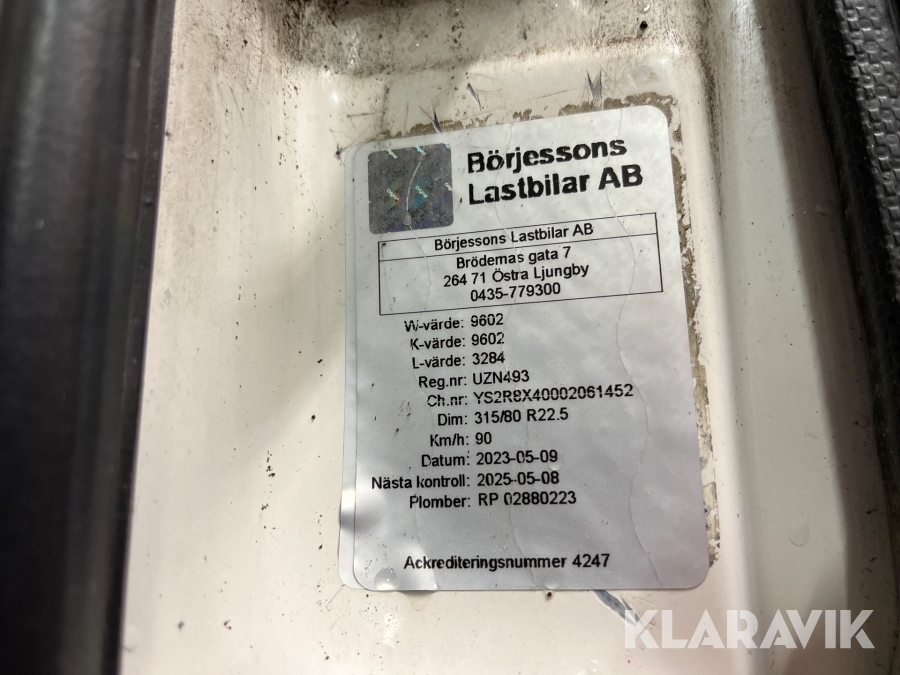 Börjessons
Lastbilar AB
Börjessons Lastbilar AB
Brödernas gata 7
264 71 Östra Ljungby
0435-779300
W-värde: 9602
K-värde: 9602
L-värde: 3284
Reg.nr: UZN493
Ch.nr: YS2R8X40002061452
Dim: 315/80 R22.5
Km/h: 90
Datum: 2023-05-09
Nästa kontroll: 2025-05-08
Plomber: RP 02880223
Ackrediteringsnummer 4247
KLARAVIK